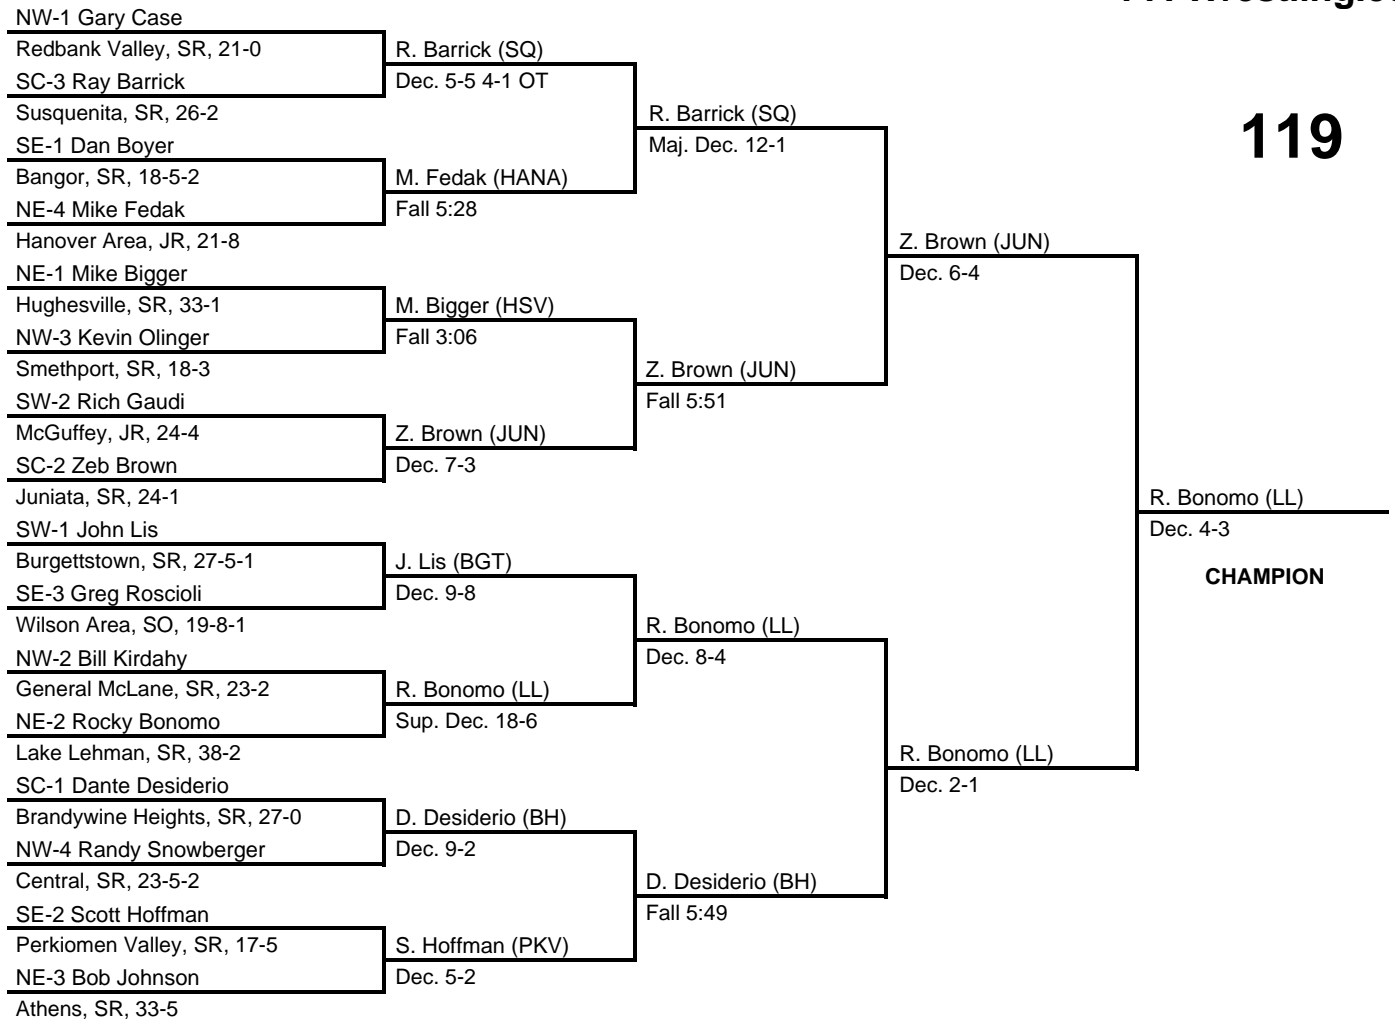 NW-1 Gary Case
Redbank Valley, SR, 21-0
SC-3 Ray Barrick
Susquenita, SR, 26-2
SE-1 Dan Boyer
Bangor, SR, 18-5-2
NE-4 Mike Fedak
Hanover Area, JR, 21-8
NE-1 Mike Bigger
Hughesville, SR, 33-1
NW-3 Kevin Olinger
Smethport, SR, 18-3
SW-2 Rich Gaudi
McGuffey, JR, 24-4
SC-2 Zeb Brown
Juniata, SR, 24-1
SW-1 John Lis
Burgettstown, SR, 27-5-1
SE-3 Greg Roscioli
Wilson Area, SO, 19-8-1
NW-2 Bill Kirdahy
General McLane, SR, 23-2
NE-2 Rocky Bonomo
Lake Lehman, SR, 38-2
SC-1 Dante Desiderio
Brandywine Heights, SR, 27-0
NW-4 Randy Snowberger
Central, SR, 23-5-2
SE-2 Scott Hoffman
Perkiomen Valley, SR, 17-5
NE-3 Bob Johnson
Athens, SR, 33-5
R. Barrick (SQ)
Dec. 5-5 4-1 OT
M. Fedak (HANA)
Fall 5:28
M. Bigger (HSV)
Fall 3:06
Z. Brown (JUN)
Dec. 7-3
J. Lis (BGT)
Dec. 9-8
R. Bonomo (LL)
Sup. Dec. 18-6
D. Desiderio (BH)
Dec. 9-2
S. Hoffman (PKV)
Dec. 5-2
R. Barrick (SQ)
Maj. Dec. 12-1
Z. Brown (JUN)
Fall 5:51
R. Bonomo (LL)
Dec. 8-4
D. Desiderio (BH)
Fall 5:49
Z. Brown (JUN)
Dec. 6-4
R. Bonomo (LL)
Dec. 2-1
119
R. Bonomo (LL)
Dec. 4-3
CHAMPION